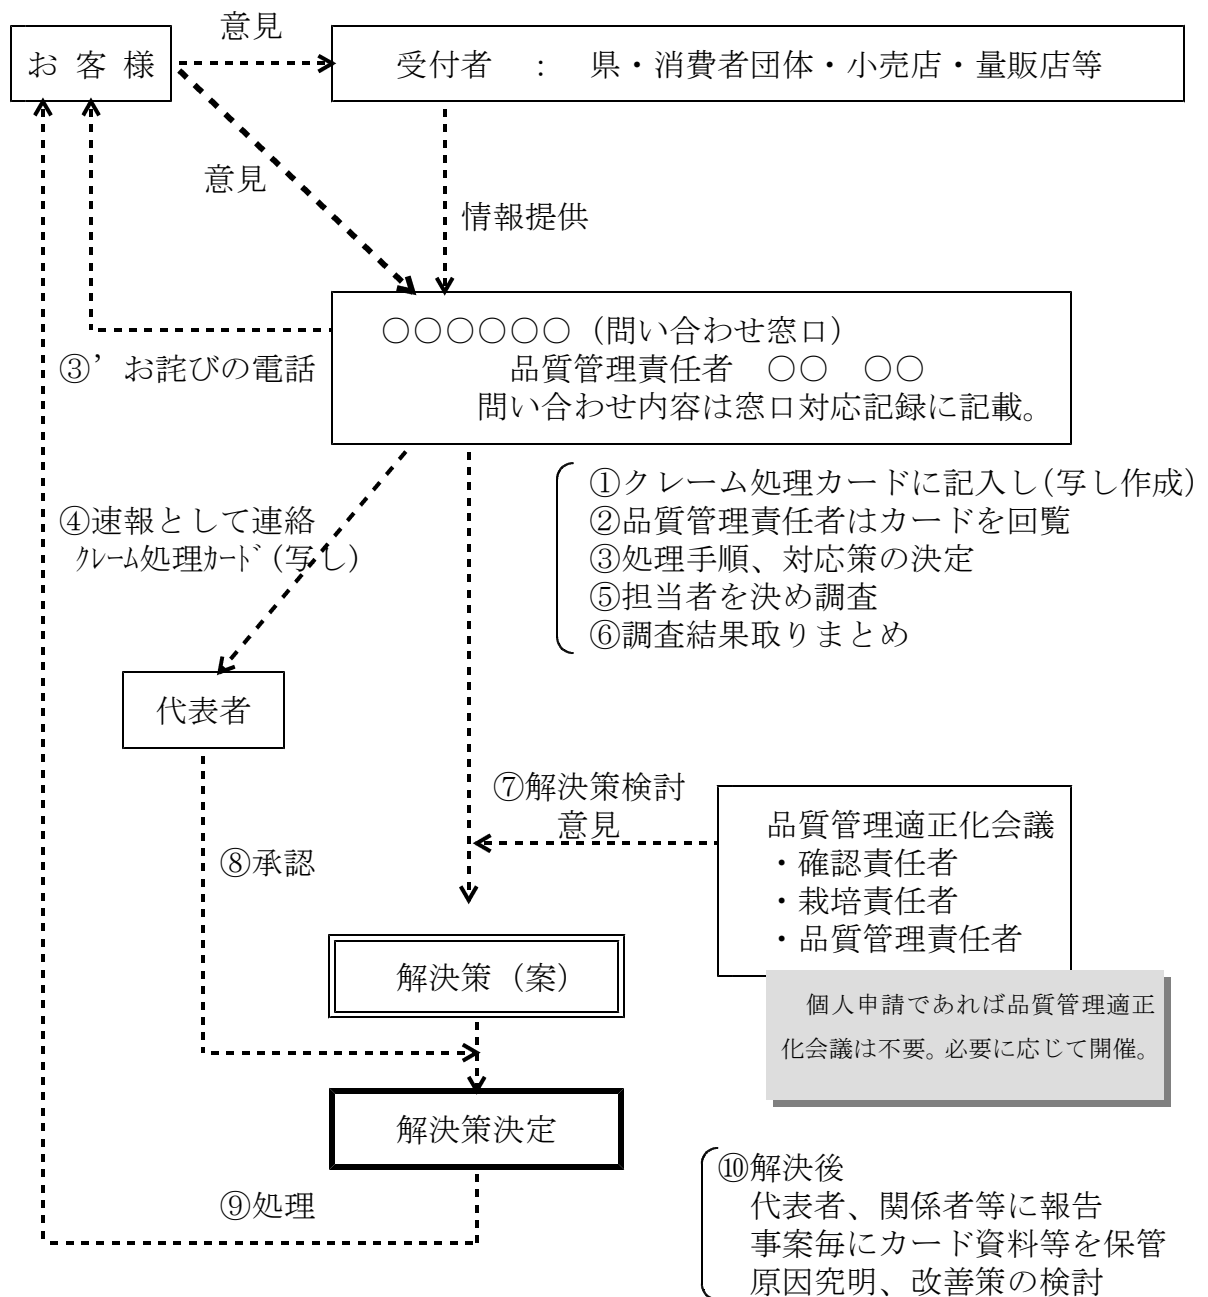 意見
お 客 様
受付者 : 県・消費者団体・小売店・量販店等
意見
情報提供
○○○○○○(問い合わせ窓口)
品質管理責任者 ○○ ○○
問い合わせ内容は窓口対応記録に記載。
③’お詫びの電話
①クレーム処理カードに記入し(写し作成)
②品質管理責任者はカードを回覧
③処理手順、対応策の決定
⑤担当者を決め調査
⑥調査結果取りまとめ
④速報として連絡
クレーム処理カード(写し)
代表者
⑦解決策検討
意見
品質管理適正化会議
・確認責任者
・栽培責任者
・品質管理責任者
⑧承認
解決策(案)
個人申請であれば品質管理適正
化会議は不要。必要に応じて開催。
解決策決定
⑨処理
⑩解決後
代表者、関係者等に報告
事案毎にカード資料等を保管
原因究明、改善策の検討